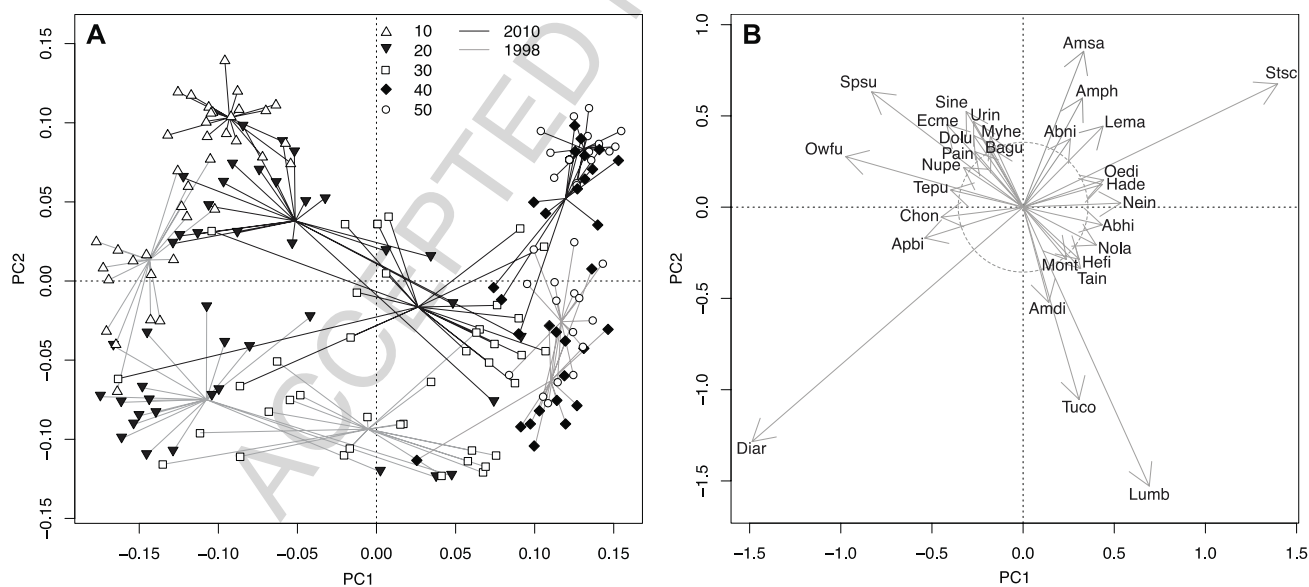 A
10
20
30
40
50
2010
1998
0.15
0.10
0.05
0.00
−0.05
−0.10
−0.15
PC2
−0.15
−0.10
−0.05
0.00
0.05
0.10
0.15
PC1
ACCEPTED
B
1.0
0.5
0.0
−0.5
−1.0
−1.5
PC2
−1.5
−1.0
−0.5
0.0
0.5
1.0
1.5
PC1
Amsa
Stsc
Spsu
Amph
Sine
Urin
Ecme
Lema
Dolu
Myhe
Abni
Pain
Bagu
Owfu
Nupe
Oedi
Hade
Tepu
Nein
Chon
Abhi
Apbi
Nola
Hefi
Mont
Tain
Amdi
Tuco
Diar
Lumb